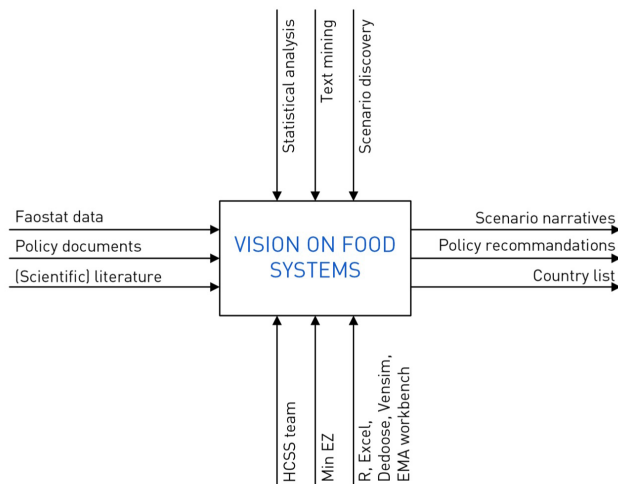 Statistical analysis
Text mining
Scenario discovery
Faostat data
Policy documents
(Scientific) literature
VISION ON FOOD
SYSTEMS
Scenario narratives
Policy recommandations
Country list
HCSS team
Min EZ
R, Excel,
Dedoose, Vensim,
EMA workbench